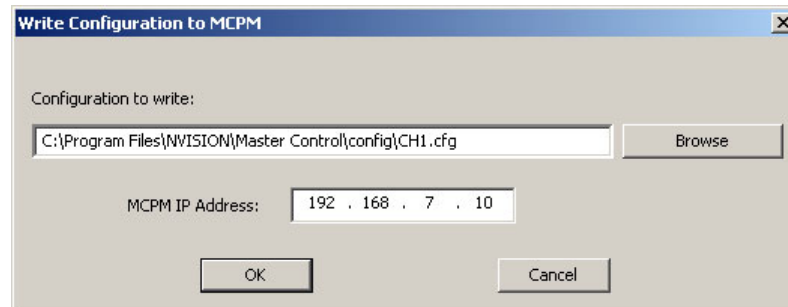 Write Configuration to MCPM
Configuration to write:
C:\Program Files\NVISION\Master Control\config\CH1.cfg
Browse
MCPM IP Address:
192 . 168 . 7 . 10
OK
Cancel